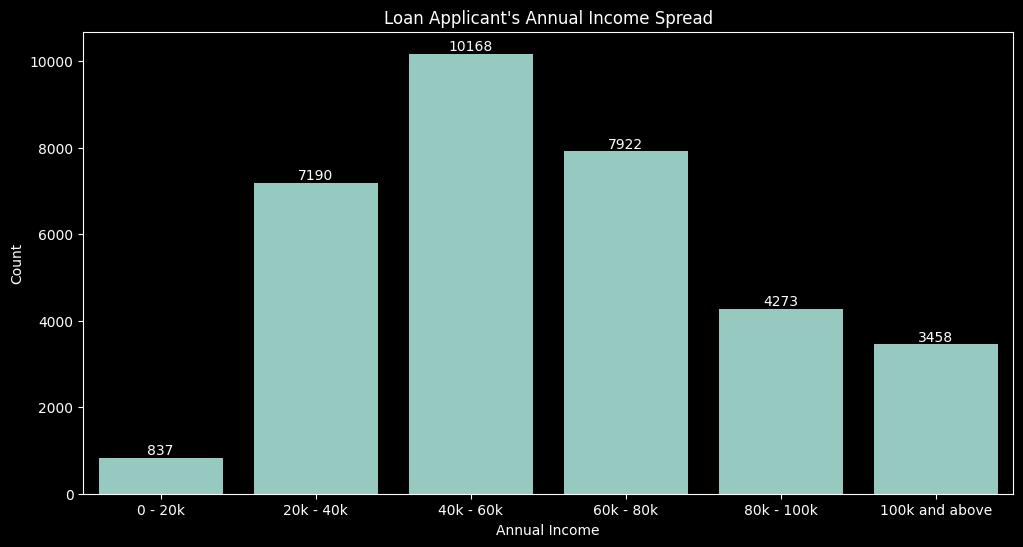 Loan Applicant's Annual Income Spread
Count
10000
8000
6000
4000
2000
0
837
7190
10168
7922
4273
3458
0 - 20k
20k - 40k
40k - 60k
60k - 80k
80k - 100k
100k and above
Annual Income